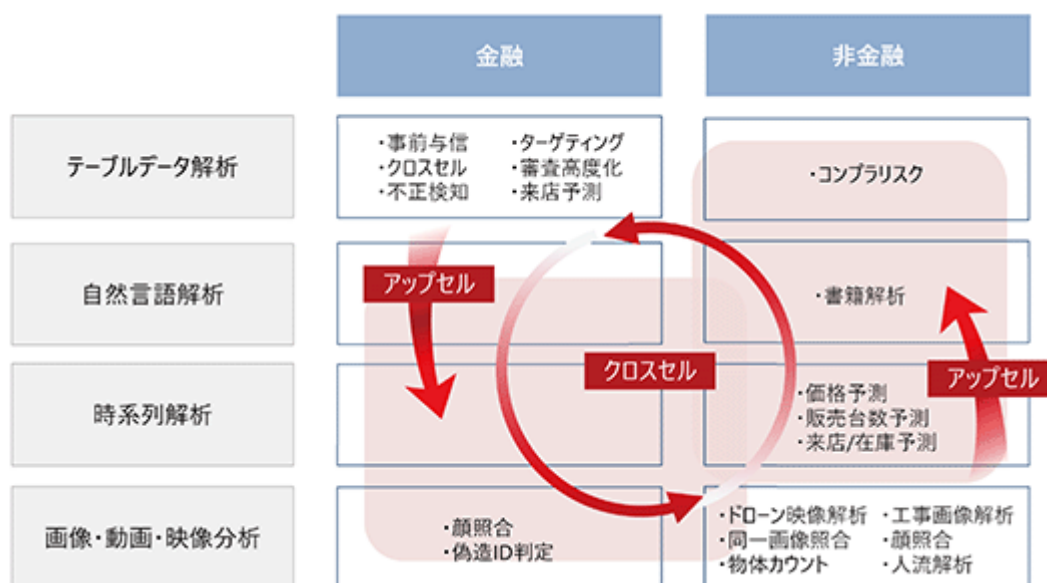 金融
非金融
テーブルデータ解析
・事前与信 ・ターゲティング
・クロスセル ・審査高度化
・不正検知 ・来店予測
・コンプラリスク
自然言語解析
アップセル
・書籍解析
クロスセル
アップセル
時系列解析
・価格予測
・販売台数予測
・来店/在庫予測
画像・動画・映像分析
・顔照合
・偽造ID判定
・ドローン映像解析 ・工事画像解析
・同一画像照合 ・顔照合
・物体カウント ・人流解析